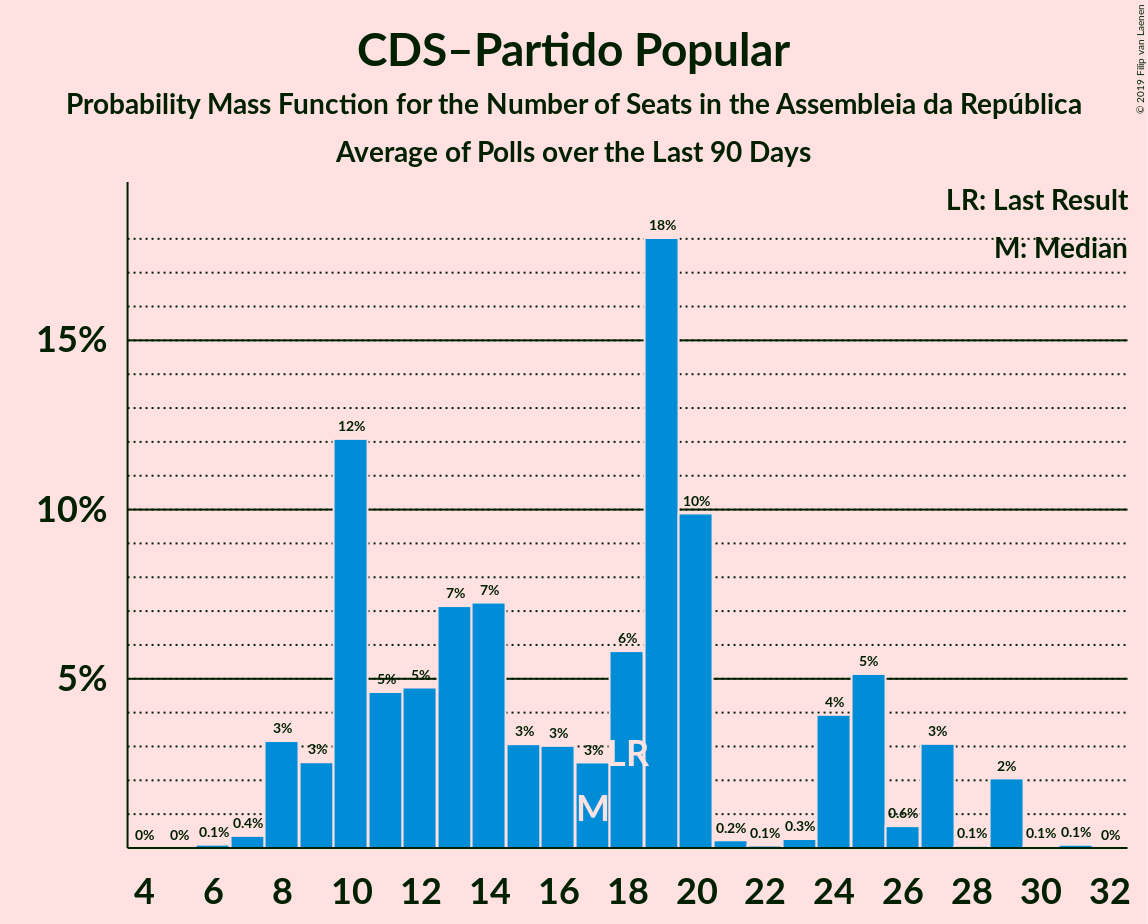 CDS–Partido Popular
Probability Mass Function for the Number of Seats in the Assembleia da República
Average of Polls over the Last 90 Days
© 2019 Filip van Laenen
LR: Last Result
M: Median
15%
10%
5%
0% 0% 0.1% 0.4% 3% 3% 12% 5% 5% 7% 7% 3% 3% 3% 6% 18% 10% 0.2% 0.1% 0.3% 4% 5% 0.6% 3% 0.1% 2% 0.1% 0.1% 0%
LR
M
4 6 8 10 12 14 16 18 20 22 24 26 28 30 32